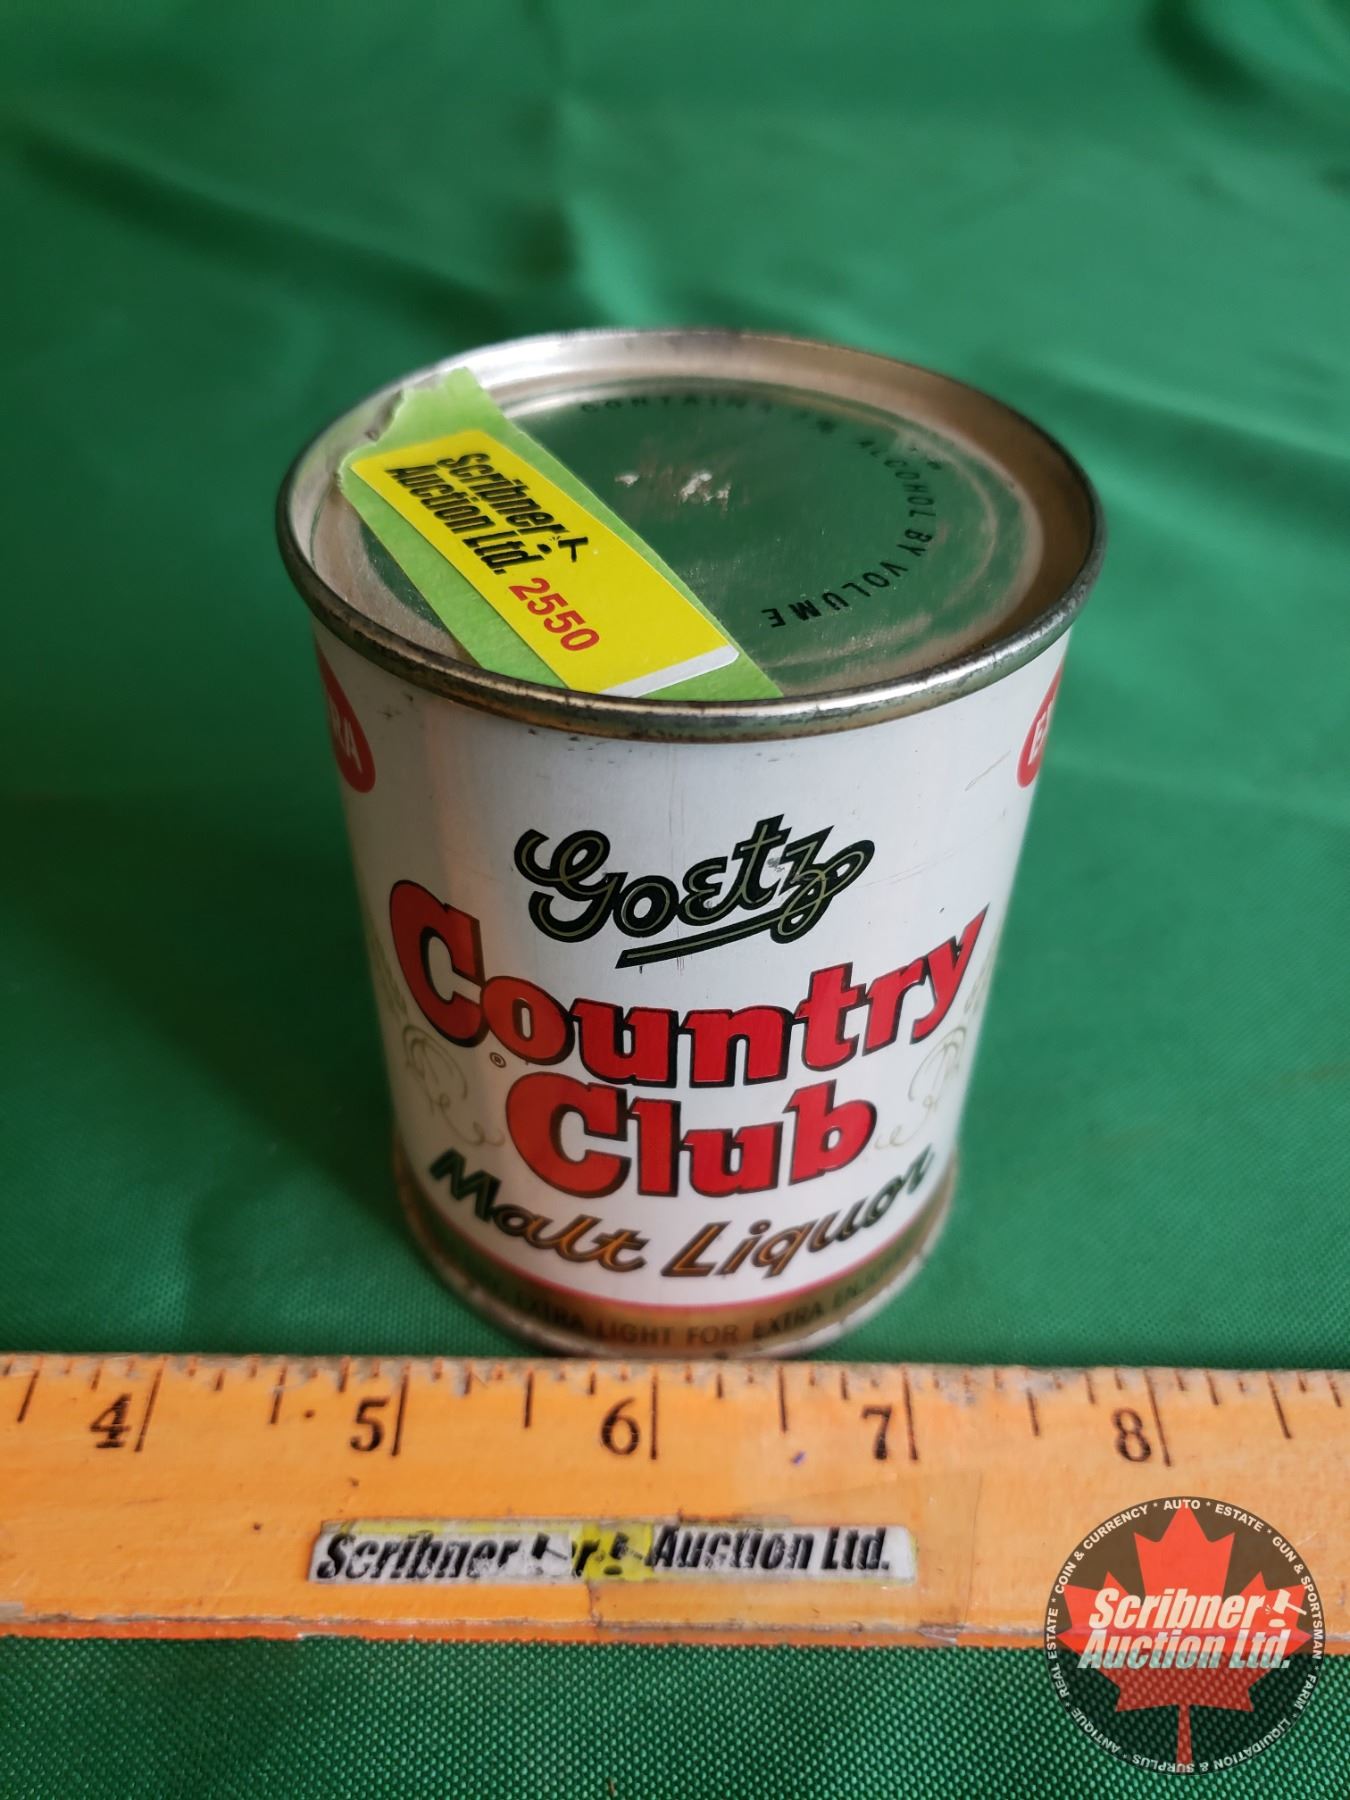 CONTAINS 7% ALCOHOL BY VOLUME
Scribner
Auction Ltd.
2550
RA
Goetz
Country
Club
®
Malt Liquor
EXTRA LIGHT FOR EXTRA
4 5 6 7 8
Scribner
Auction Ltd.
COIN & CURRENCY * AUTO * ESTATE * GUN & SPORTSMAN * FARM * LIQUIDATION & SURPLUS * ANTIQUE * REAL ESTATE *
Scribner
Auction Ltd.